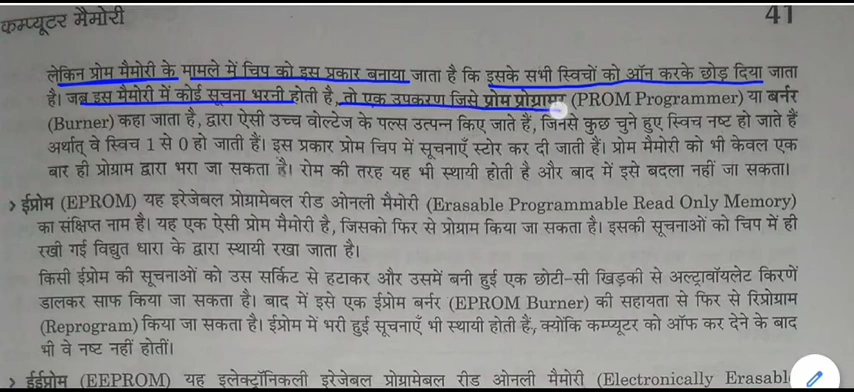 कम्प्यूटर मैमोरी
41
लेकिन प्रोम मैमोरी के मामले में चिप को इस प्रकार बनाया जाता है कि इसके सभी स्विचों को ऑन करके छोड़ दिया जाता
है। जब इस मैमोरी में कोई सूचना भरनी होती है, तो एक उपकरण जिसे प्रोम प्रोग्रामर (PROM Programmer) या बर्नर
(Burner) कहा जाता है, द्वारा ऐसी उच्च वोल्टेज के पल्स उत्पन्न किए जाते हैं, जिनसे कुछ चुने हुए स्विच नष्ट हो जाते हैं
अर्थात् वे स्विच 1 से 0 हो जाती हैं। इस प्रकार प्रोम चिप में सूचनाएँ स्टोर कर दी जाती हैं। प्रोम मैमोरी को भी केवल एक
बार ही प्रोग्राम द्वारा भरा जा सकता है। रोम की तरह यह भी स्थायी होती है और बाद में इसे बदला नहीं जा सकता।
› ईप्रोम (EPROM) यह इरेजेबल प्रोग्रामेबल रीड ओनली मैमोरी (Erasable Programmable Read Only Memory)
का संक्षिप्त नाम है। यह एक ऐसी प्रोम मैमोरी है, जिसको फिर से प्रोग्राम किया जा सकता है। इसकी सूचनाओं को चिप में ही
रखी गई विद्युत धारा के द्वारा स्थायी रखा जाता है।
किसी ईप्रोम की सूचनाओं को उस सर्किट से हटाकर और उसमें बनी हुई एक छोटी-सी खिड़की से अल्ट्रावॉयलेट किरणें
डालकर साफ किया जा सकता है। बाद में इसे एक ईप्रोम बर्नर (EPROM Burner) की सहायता से फिर से रिप्रोग्राम
(Reprogram) किया जा सकता है। ईप्रोम में भरी हुई सूचनाएँ भी स्थायी होती हैं, क्योंकि कम्प्यूटर को ऑफ कर देने के बाद
भी वे नष्ट नहीं होतीं।
› ईईप्रोम (EEPROM) यह इलेक्ट्रॉनिकली इरेजेबल प्रोग्रामेबल रीड ओनली मैमोरी (Electronically Erasabl